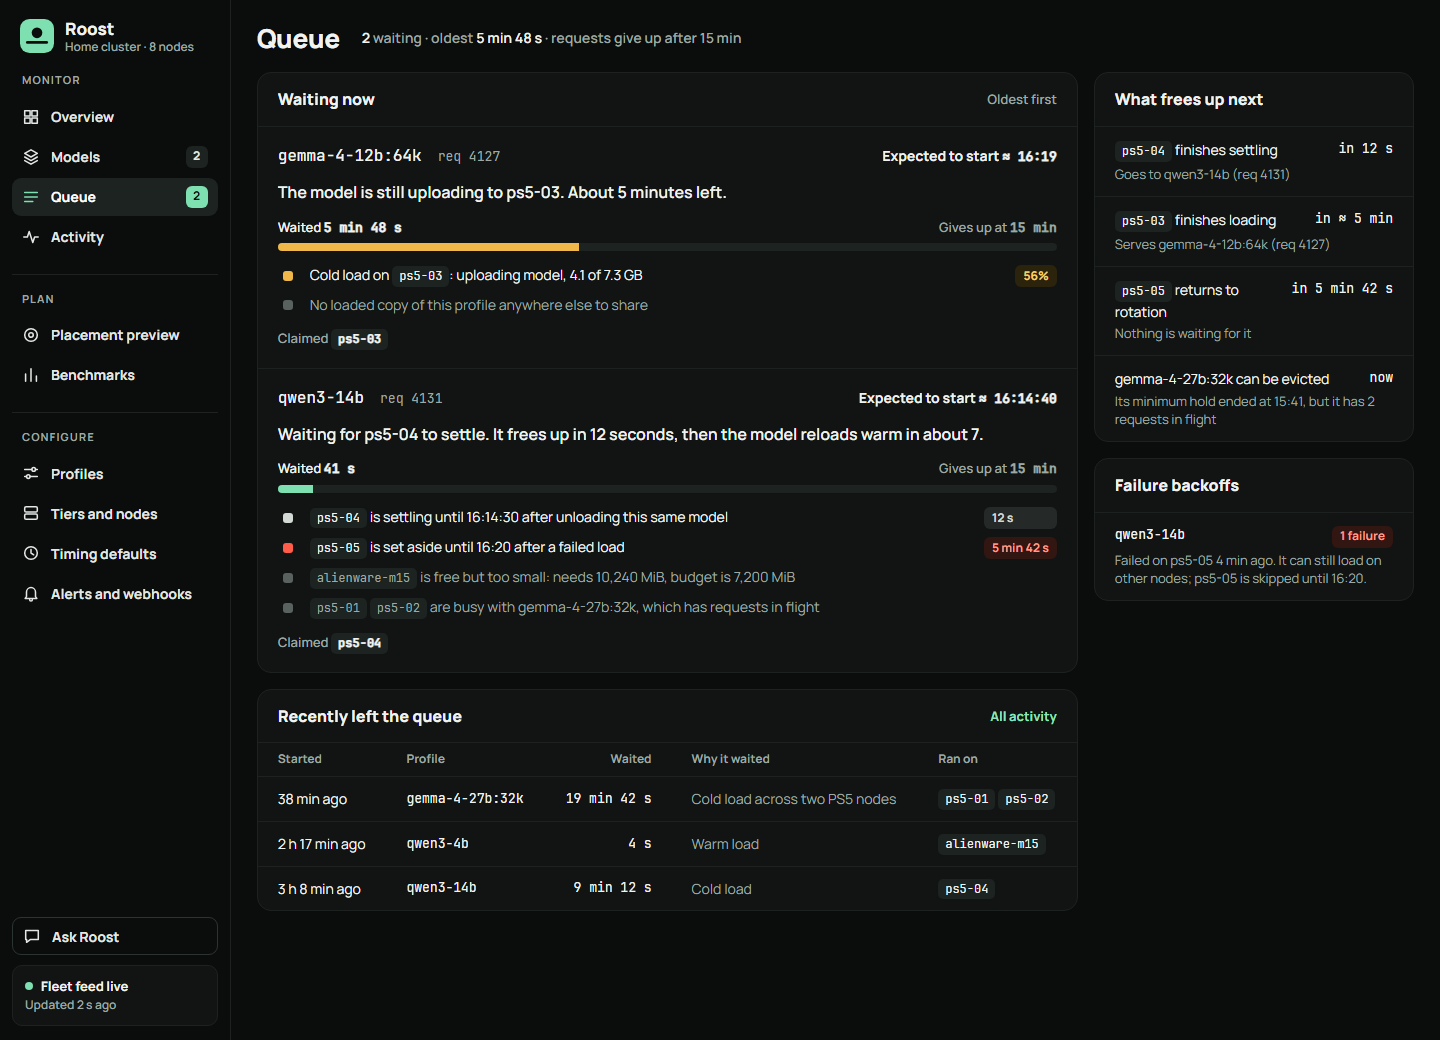 Roost
Home cluster · 8 nodes
MONITOR
Overview
Models 2
Queue 2
Activity
PLAN
Placement preview
Benchmarks
CONFIGURE
Profiles
Tiers and nodes
Timing defaults
Alerts and webhooks
Ask Roost
Fleet feed live
Updated 2 s ago
Queue
2 waiting · oldest 5 min 48 s · requests give up after 15 min
Waiting now
Oldest first
gemma-4-12b:64k req 4127
Expected to start ≈ 16:19
The model is still uploading to ps5-03. About 5 minutes left.
Waited 5 min 48 s
Gives up at 15 min
Cold load on ps5-03 : uploading model, 4.1 of 7.3 GB
56%
No loaded copy of this profile anywhere else to share
Claimed ps5-03
qwen3-14b req 4131
Expected to start ≈ 16:14:40
Waiting for ps5-04 to settle. It frees up in 12 seconds, then the model reloads warm in about 7.
Waited 41 s
Gives up at 15 min
ps5-04 is settling until 16:14:30 after unloading this same model
12 s
ps5-05 is set aside until 16:20 after a failed load
5 min 42 s
alienware-m15 is free but too small: needs 10,240 MiB, budget is 7,200 MiB
ps5-01 ps5-02 are busy with gemma-4-27b:32k, which has requests in flight
Claimed ps5-04
Recently left the queue
All activity
Started Profile Waited Why it waited Ran on
38 min ago gemma-4-27b:32k 19 min 42 s Cold load across two PS5 nodes ps5-01 ps5-02
2 h 17 min ago qwen3-4b 4 s Warm load alienware-m15
3 h 8 min ago qwen3-14b 9 min 12 s Cold load ps5-04
What frees up next
ps5-04 finishes settling in 12 s
Goes to qwen3-14b (req 4131)
ps5-03 finishes loading in ≈ 5 min
Serves gemma-4-12b:64k (req 4127)
ps5-05 returns to in 5 min 42 s
rotation
Nothing is waiting for it
gemma-4-27b:32k can be evicted now
Its minimum hold ended at 15:41, but it has 2
requests in flight
Failure backoffs
qwen3-14b 1 failure
Failed on ps5-05 4 min ago. It can still load on
other nodes; ps5-05 is skipped until 16:20.